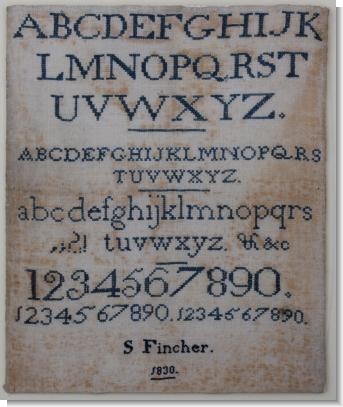 ABCDEFGHIJK
LMNOPQRST
UVWXYZ.
ABCDEFGHIJKLMNOPQRS
TUVWXYZ.
abcdefghijklmnopqrs
tuvwxyz. & &c
1234567890.
1234567890. 1234567890.
S Fincher.
1830.